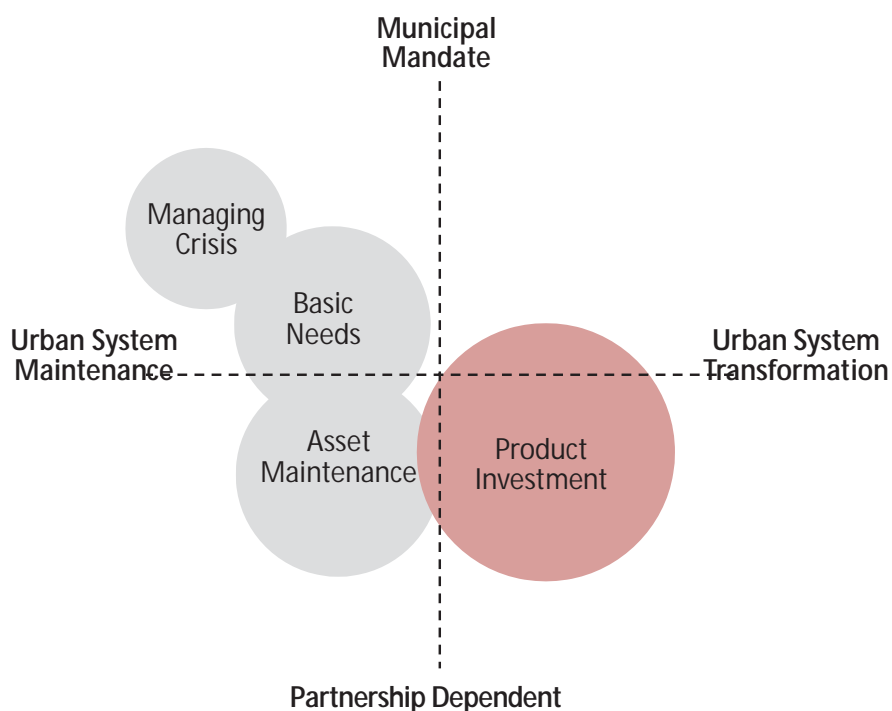 Municipal
Mandate
Managing
Crisis
Basic
Needs
Urban System
Maintenance
Urban System
Transformation
Asset
Maintenance
Product
Investment
Partnership Dependent